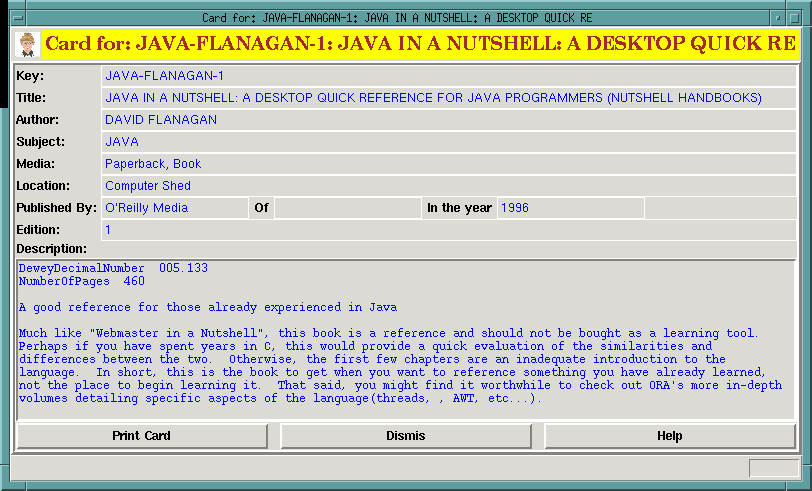 Card for: JAVA-FLANAGAN-1: JAVA IN A NUTSHELL: A DESKTOP QUICK RE
Card for: JAVA-FLANAGAN-1: JAVA IN A NUTSHELL: A DESKTOP QUICK RE
Key: JAVA-FLANAGAN-1
Title: JAVA IN A NUTSHELL: A DESKTOP QUICK REFERENCE FOR JAVA PROGRAMMERS (NUTSHELL HANDBOOKS)
Author: DAVID FLANAGAN
Subject: JAVA
Media: Paperback, Book
Location: Computer Shed
Published By: O'Reilly Media Of In the year 1996
Edition: 1
Description:
DeweyDecimalNumber 005.133
NumberOfPages 460
A good reference for those already experienced in Java
Much like "Webmaster in a Nutshell", this book is a reference and should not be bought as a learning tool.
Perhaps if you have spent years in C, this would provide a quick evaluation of the similarities and
differences between the two. Otherwise, the first few chapters are an inadequate introduction to the
language. In short, this is the book to get when you want to reference something you have already learned,
not the place to begin learning it. That said, you might find it worthwhile to check out ORA's more in-depth
volumes detailing specific aspects of the language(threads, , AWT, etc...).
Print Card Dismis Help